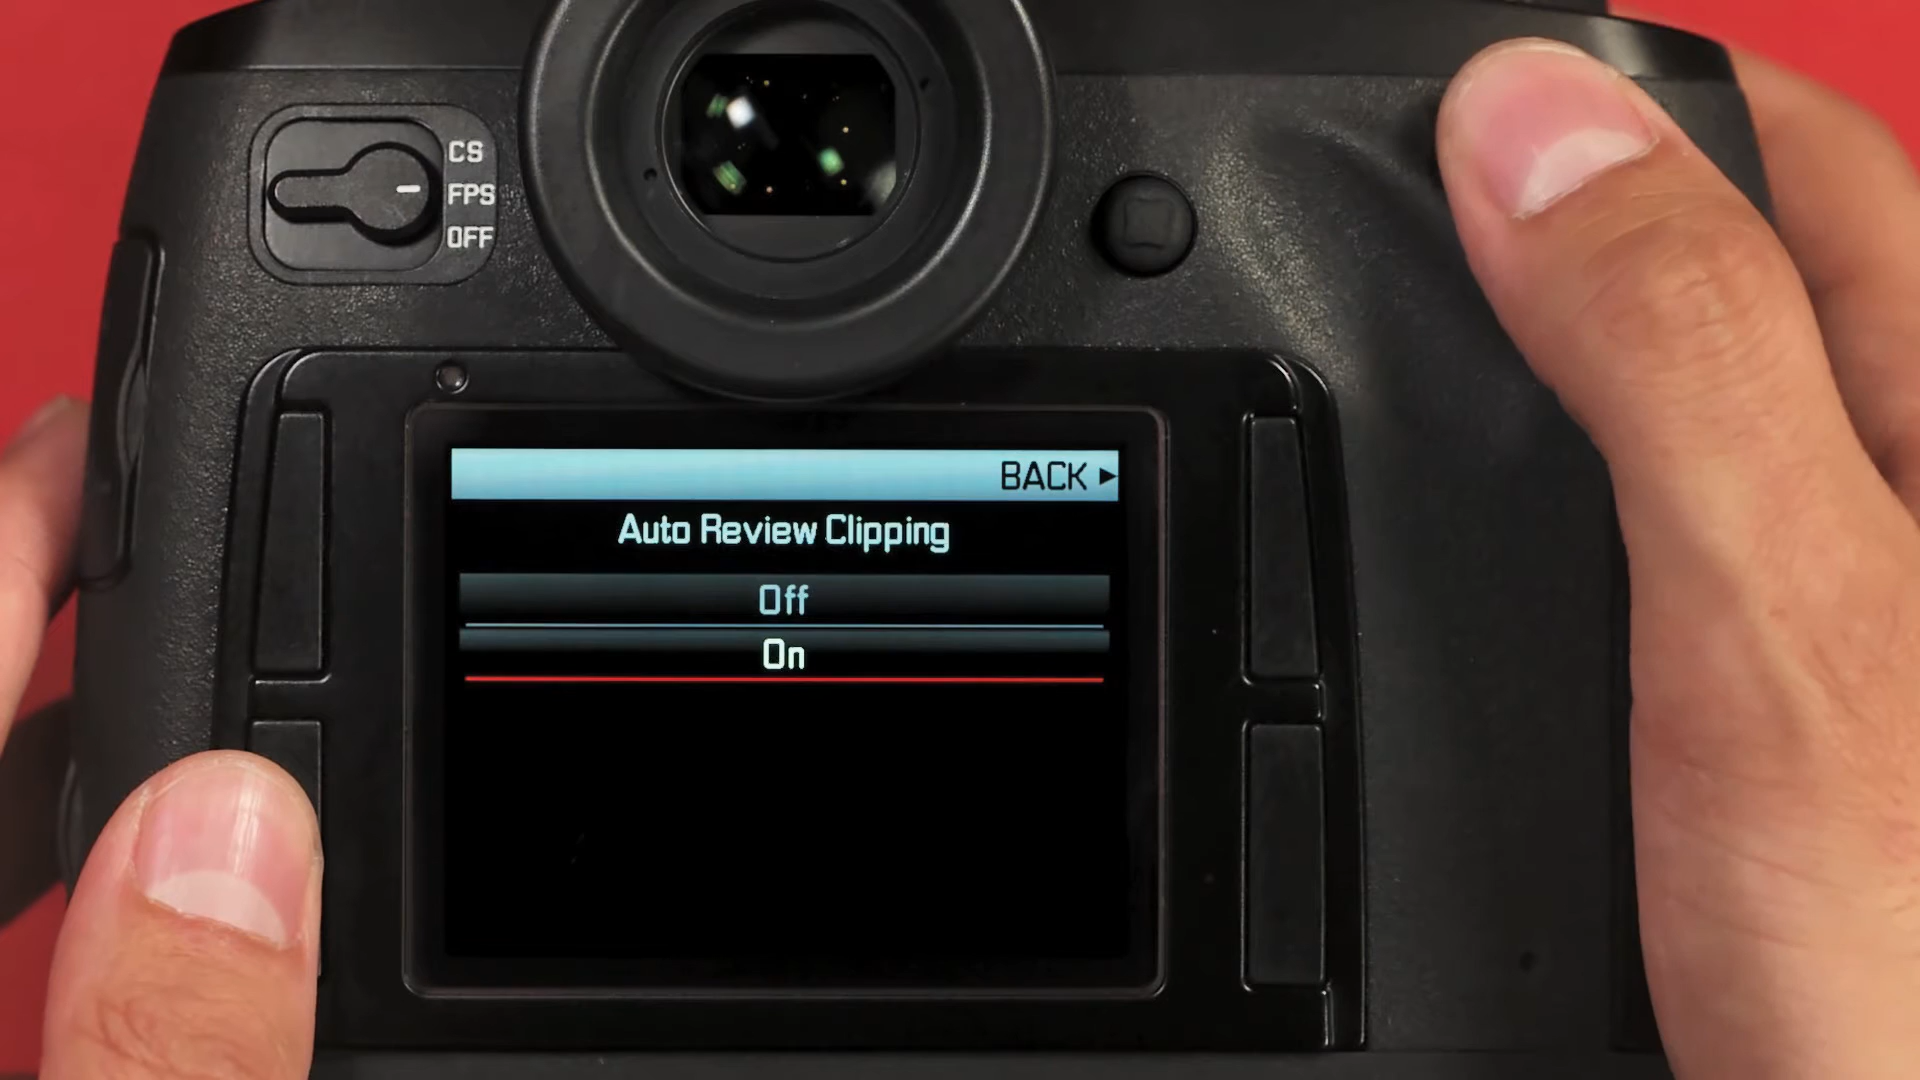 CS
FPS
OFF
BACK ▶
Auto Review Clipping
Off
On